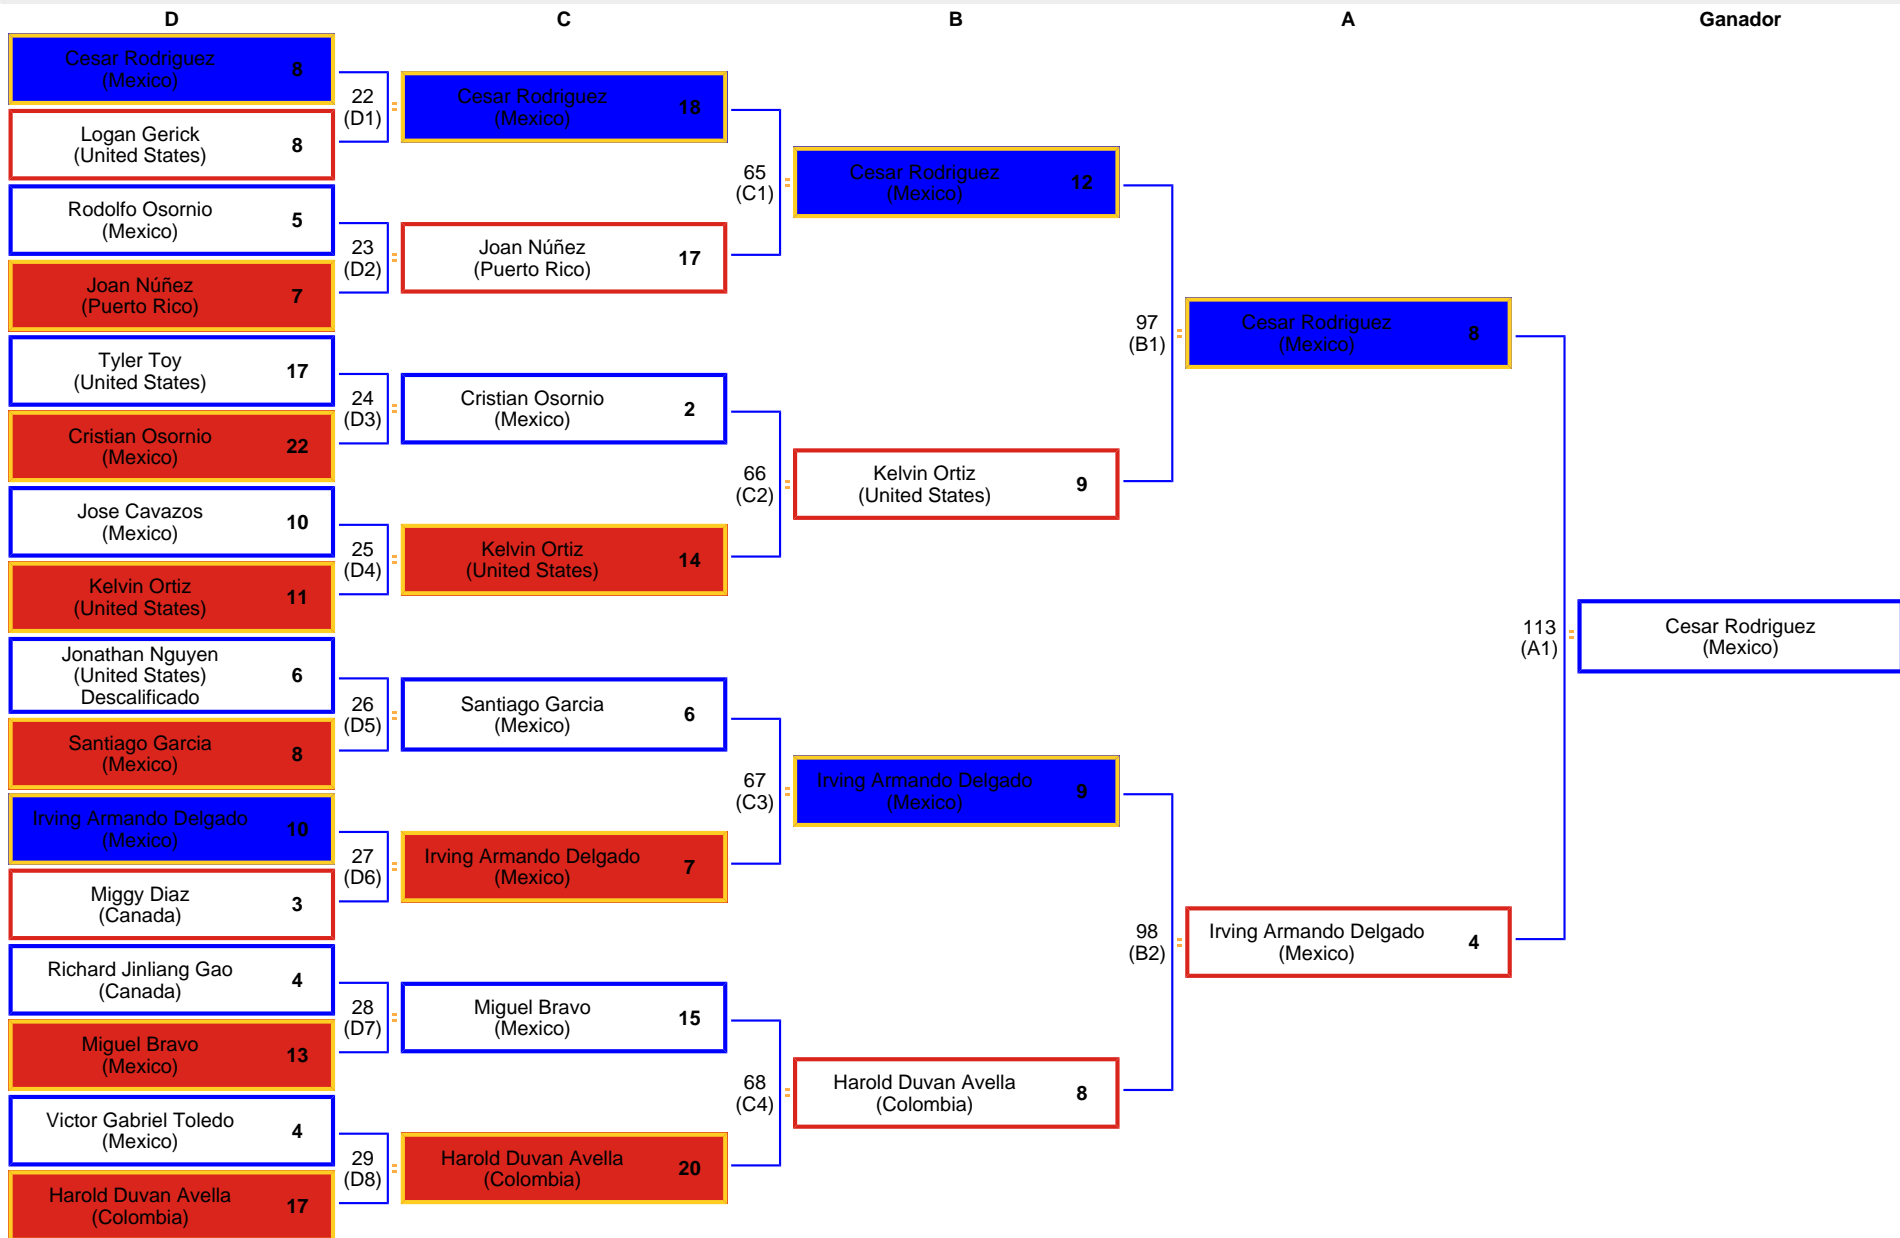 D
C
B
A
Ganador
Cesar Rodriguez
(Mexico)
8
22
(D1)
Logan Gerick
(United States)
8
Rodolfo Osornio
(Mexico)
5
23
(D2)
Joan Núñez
(Puerto Rico)
7
Tyler Toy
(United States)
17
24
(D3)
Cristian Osornio
(Mexico)
22
Jose Cavazos
(Mexico)
10
25
(D4)
Kelvin Ortiz
(United States)
11
Jonathan Nguyen
(United States)
Descalificado
6
26
(D5)
Santiago Garcia
(Mexico)
8
Irving Armando Delgado
(Mexico)
10
27
(D6)
Miggy Diaz
(Canada)
3
Richard Jinliang Gao
(Canada)
4
28
(D7)
Miguel Bravo
(Mexico)
13
Victor Gabriel Toledo
(Mexico)
4
29
(D8)
Harold Duvan Avella
(Colombia)
17
Cesar Rodriguez
(Mexico)
18
65
(C1)
Joan Núñez
(Puerto Rico)
17
Cristian Osornio
(Mexico)
2
66
(C2)
Kelvin Ortiz
(United States)
14
Santiago Garcia
(Mexico)
6
67
(C3)
Irving Armando Delgado
(Mexico)
7
Miguel Bravo
(Mexico)
15
68
(C4)
Harold Duvan Avella
(Colombia)
20
Cesar Rodriguez
(Mexico)
12
97
(B1)
Kelvin Ortiz
(United States)
9
Irving Armando Delgado
(Mexico)
9
98
(B2)
Harold Duvan Avella
(Colombia)
8
Cesar Rodriguez
(Mexico)
8
113
(A1)
Irving Armando Delgado
(Mexico)
4
Cesar Rodriguez
(Mexico)